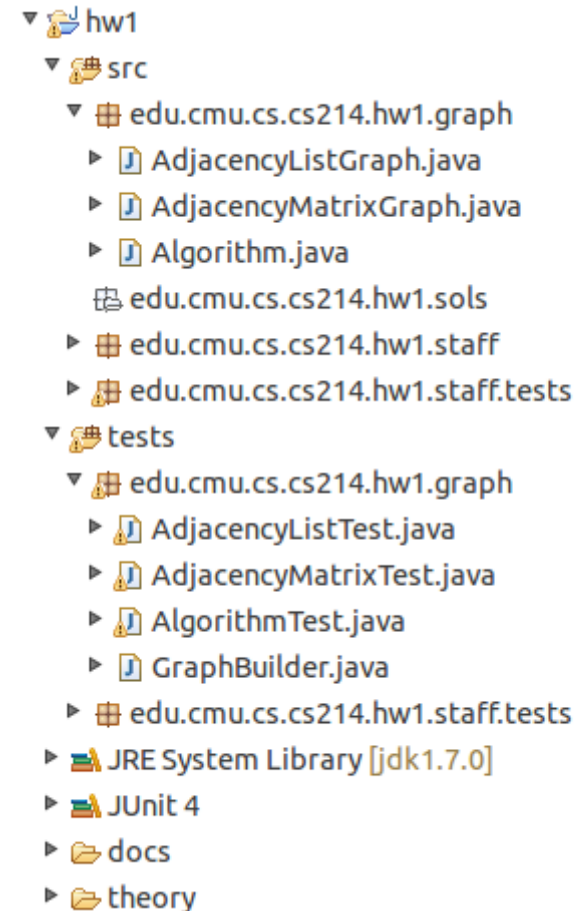 hw1
src
edu.cmu.cs.cs214.hw1.graph
AdjacencyListGraph.java
AdjacencyMatrixGraph.java
Algorithm.java
edu.cmu.cs.cs214.hw1.sols
edu.cmu.cs.cs214.hw1.staff
edu.cmu.cs.cs214.hw1.staff.tests
tests
edu.cmu.cs.cs214.hw1.graph
AdjacencyListTest.java
AdjacencyMatrixTest.java
AlgorithmTest.java
GraphBuilder.java
edu.cmu.cs.cs214.hw1.staff.tests
JRE System Library [jdk1.7.0]
JUnit 4
docs
theory